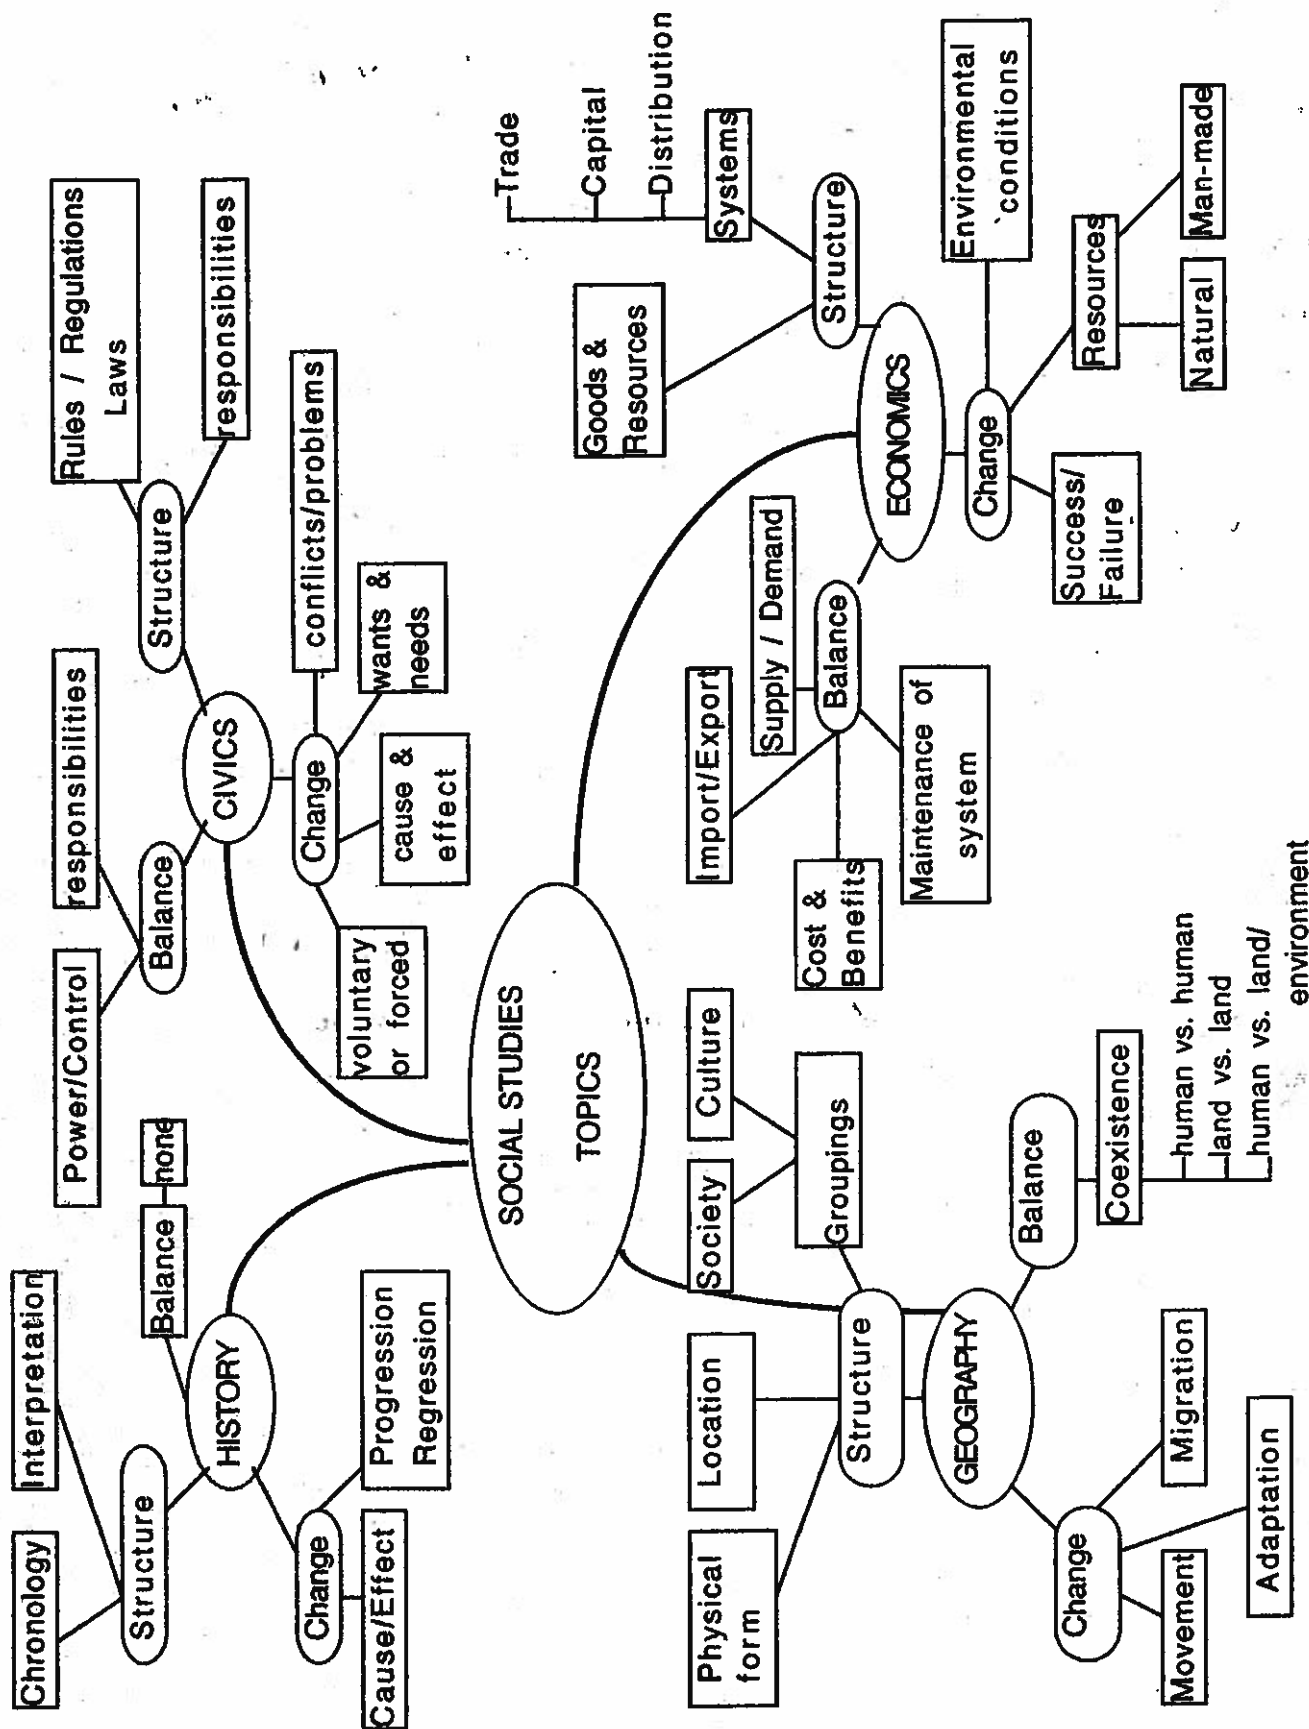 Chronology
Interpretation
Structure
Balance
none
HISTORY
Change
Progression
Regression
Cause/Effect
Power/Control
responsibilities
Balance
CIVICS
Structure
Rules / Regulations
Laws
responsibilities
Change
conflicts/problems
wants &
needs
cause &
effect
voluntary
or forced
SOCIAL STUDIES
TOPICS
Physical
form
Location
Society
Culture
Groupings
Structure
GEOGRAPHY
Balance
Coexistence
human vs. human
land vs. land
human vs. land/
environment
Change
Movement
Migration
Adaptation
Import/Export
Supply / Demand
Balance
Cost &
Benefits
Maintenance of
system
ECONOMICS
Structure
Goods &
Resources
Systems
Trade
Capital
Distribution
Change
Environmental
conditions
Success/
Failure
Resources
Natural
Man-made